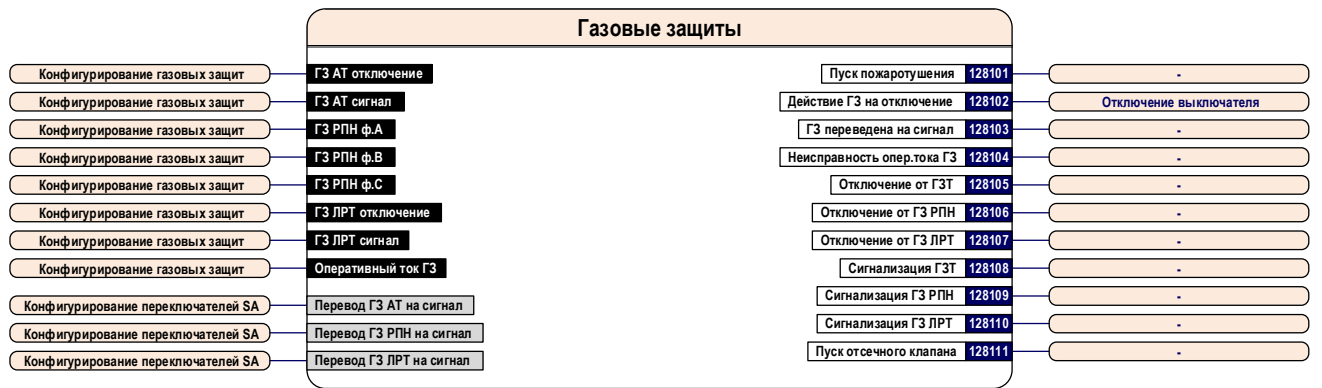 Газовые защиты
Конфигурирование газовых защит ГЗ АТ отключение Пуск пожаротушения 128101 -
Конфигурирование газовых защит ГЗ АТ сигнал Действие ГЗ на отключение 128102 Отключение выключателя
Конфигурирование газовых защит ГЗ РПН ф.А ГЗ переведена на сигнал 128103 -
Конфигурирование газовых защит ГЗ РПН ф.В Неисправность опер.тока ГЗ 128104 -
Конфигурирование газовых защит ГЗ РПН ф.С Отключение от ГЗТ 128105 -
Конфигурирование газовых защит ГЗ ЛРТ отключение Отключение от ГЗ РПН 128106 -
Конфигурирование газовых защит ГЗ ЛРТ сигнал Отключение от ГЗ ЛРТ 128107 -
Конфигурирование газовых защит Оперативный ток ГЗ Сигнализация ГЗТ 128108 -
Конфигурирование переключателей SA Перевод ГЗ АТ на сигнал Сигнализация ГЗ РПН 128109 -
Конфигурирование переключателей SA Перевод ГЗ РПН на сигнал Сигнализация ГЗ ЛРТ 128110 -
Конфигурирование переключателей SA Перевод ГЗ ЛРТ на сигнал Пуск отсечного клапана 128111 -